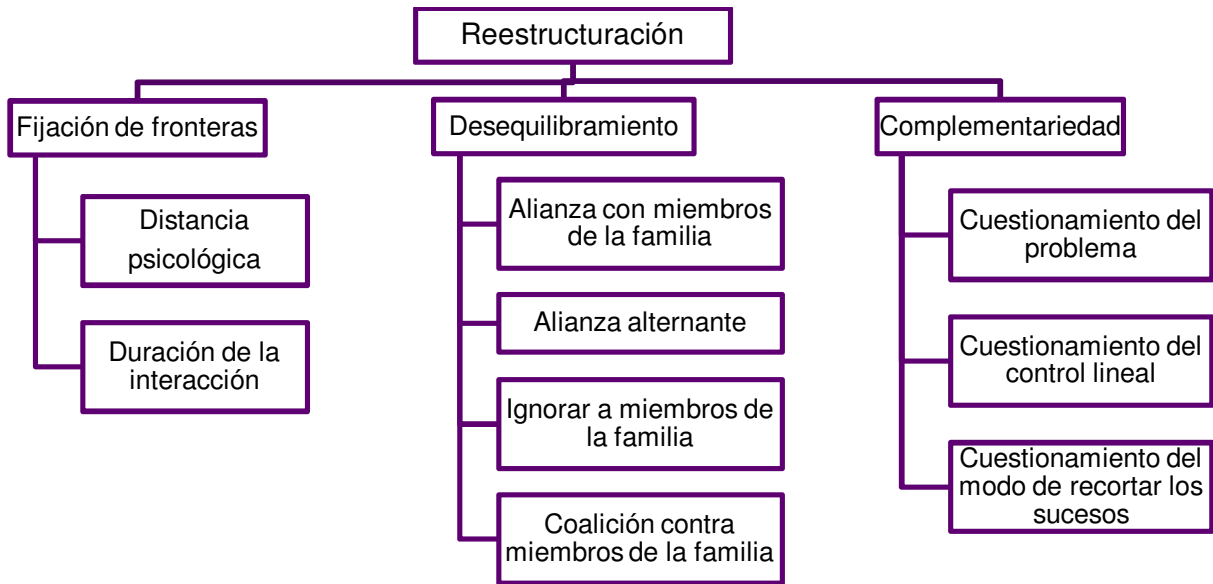 Reestructuración
Fijación de fronteras
Distancia
psicológica
Duración de la
interacción
Desequilibramiento
Alianza con miembros
de la familia
Alianza alternante
Ignorar a miembros de
la familia
Coalición contra
miembros de la familia
Complementariedad
Cuestionamiento del
problema
Cuestionamiento del
control lineal
Cuestionamiento del
modo de recortar los
sucesos